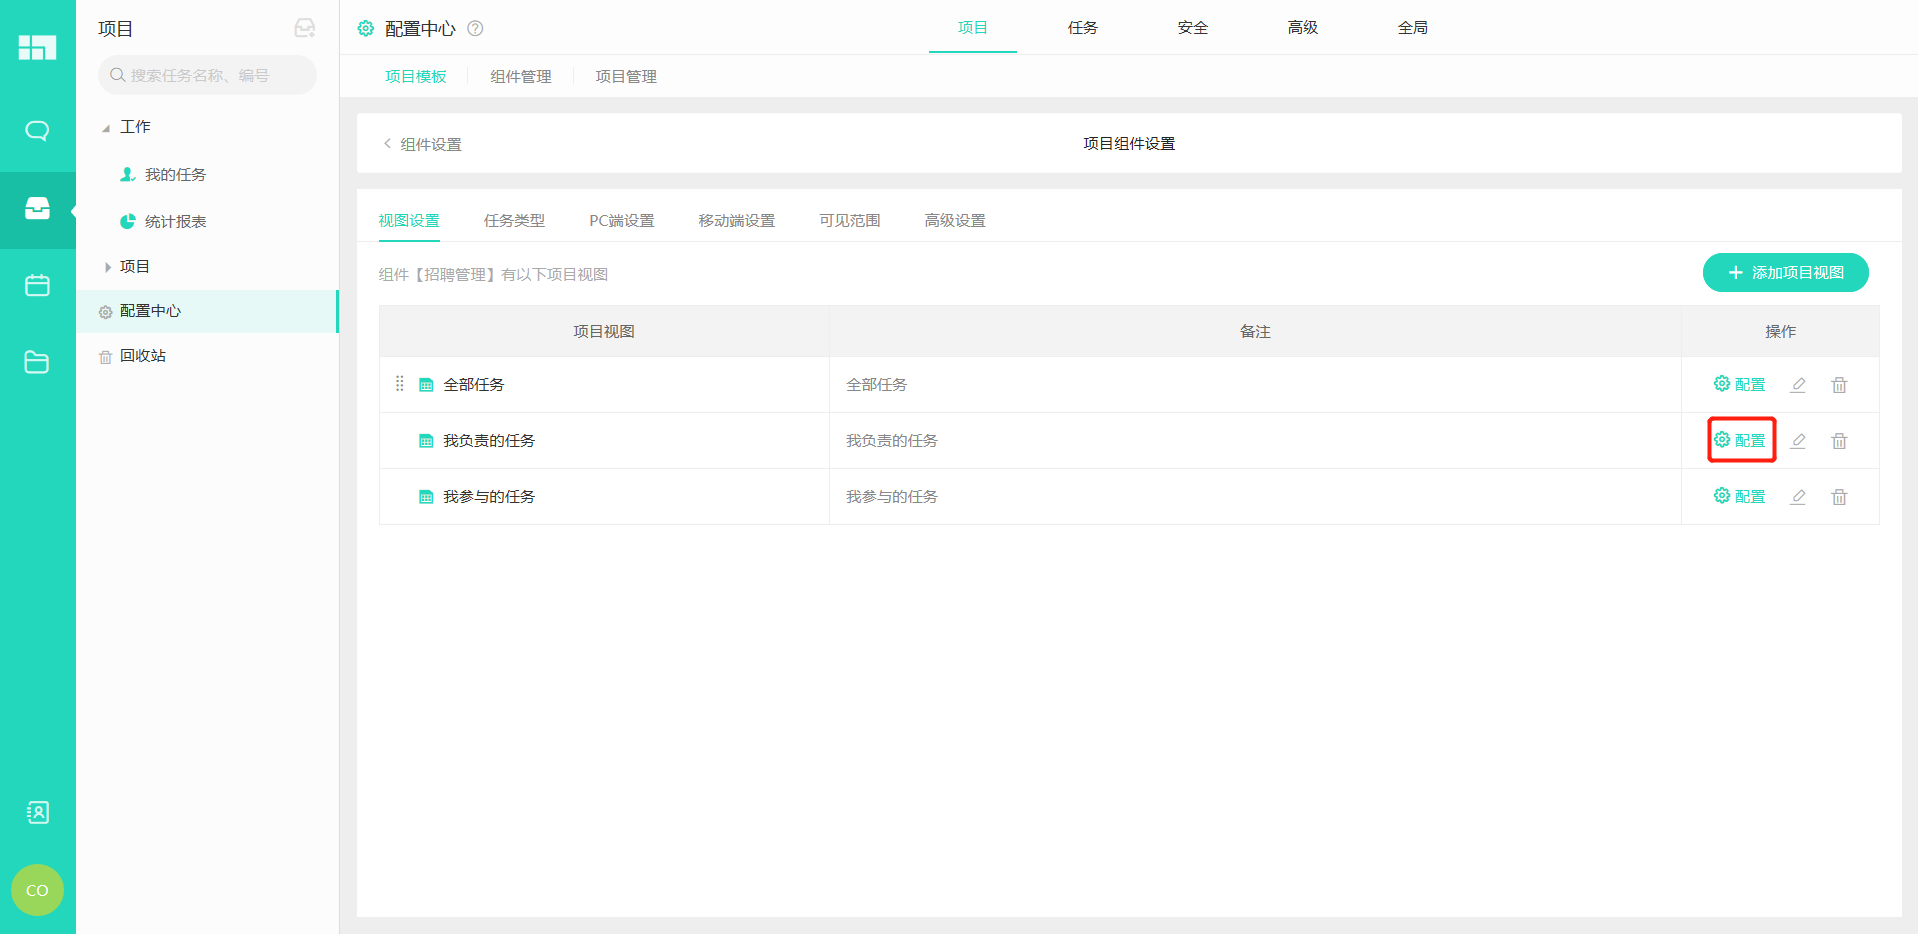 项目
搜索任务名称、编号
工作
我的任务
统计报表
项目
配置中心
回收站
CO
配置中心
项目 任务 安全 高级 全局
项目模板 组件管理 项目管理
组件设置 项目组件设置
视图设置 任务类型 PC端设置 移动端设置 可见范围 高级设置
组件【招聘管理】有以下项目视图 添加项目视图
项目视图 备注 操作
全部任务 全部任务 配置
我负责的任务 我负责的任务 配置
我参与的任务 我参与的任务 配置